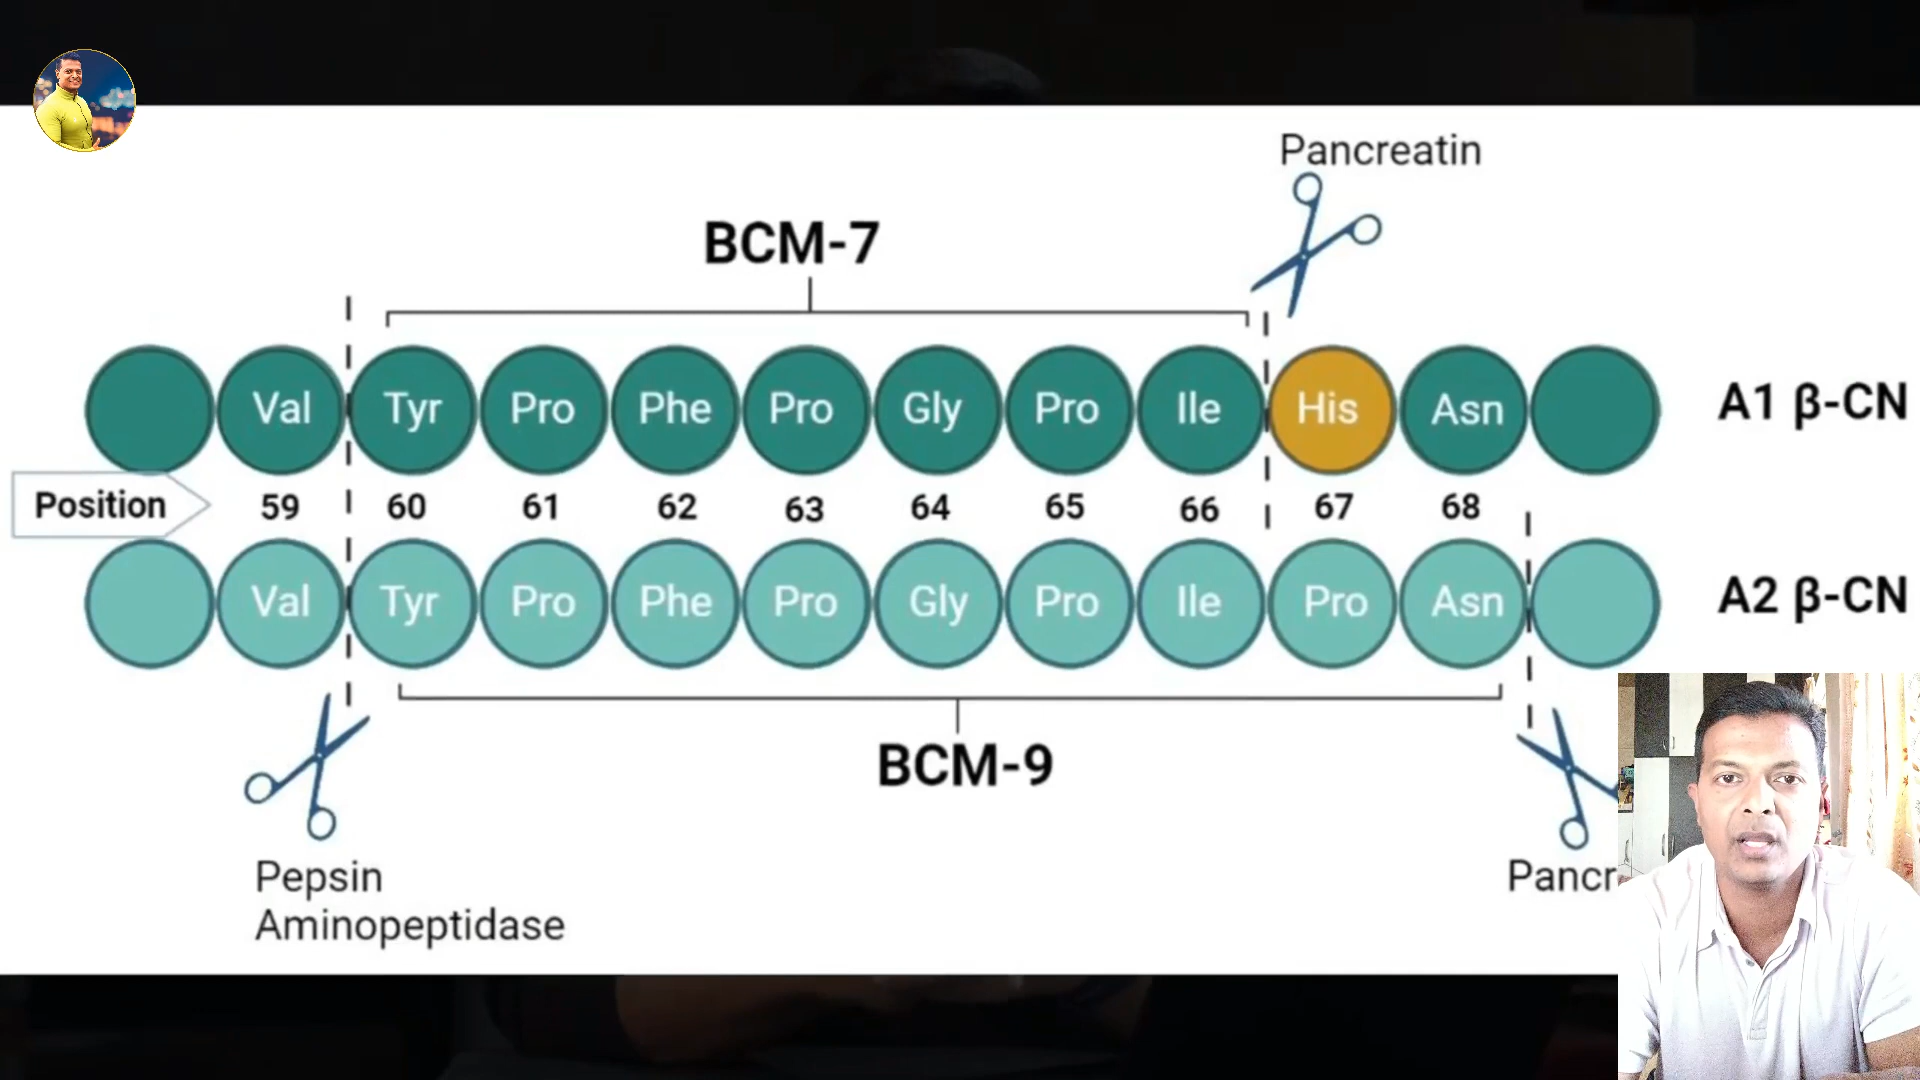 Pancreatin
BCM-7
Val Tyr Pro Phe Pro Gly Pro Ile His Asn
A1 β-CN
Position 59 60 61 62 63 64 65 66 67 68
Val Tyr Pro Phe Pro Gly Pro Ile Pro Asn
A2 β-CN
BCM-9
Pepsin
Aminopeptidase
Pancr